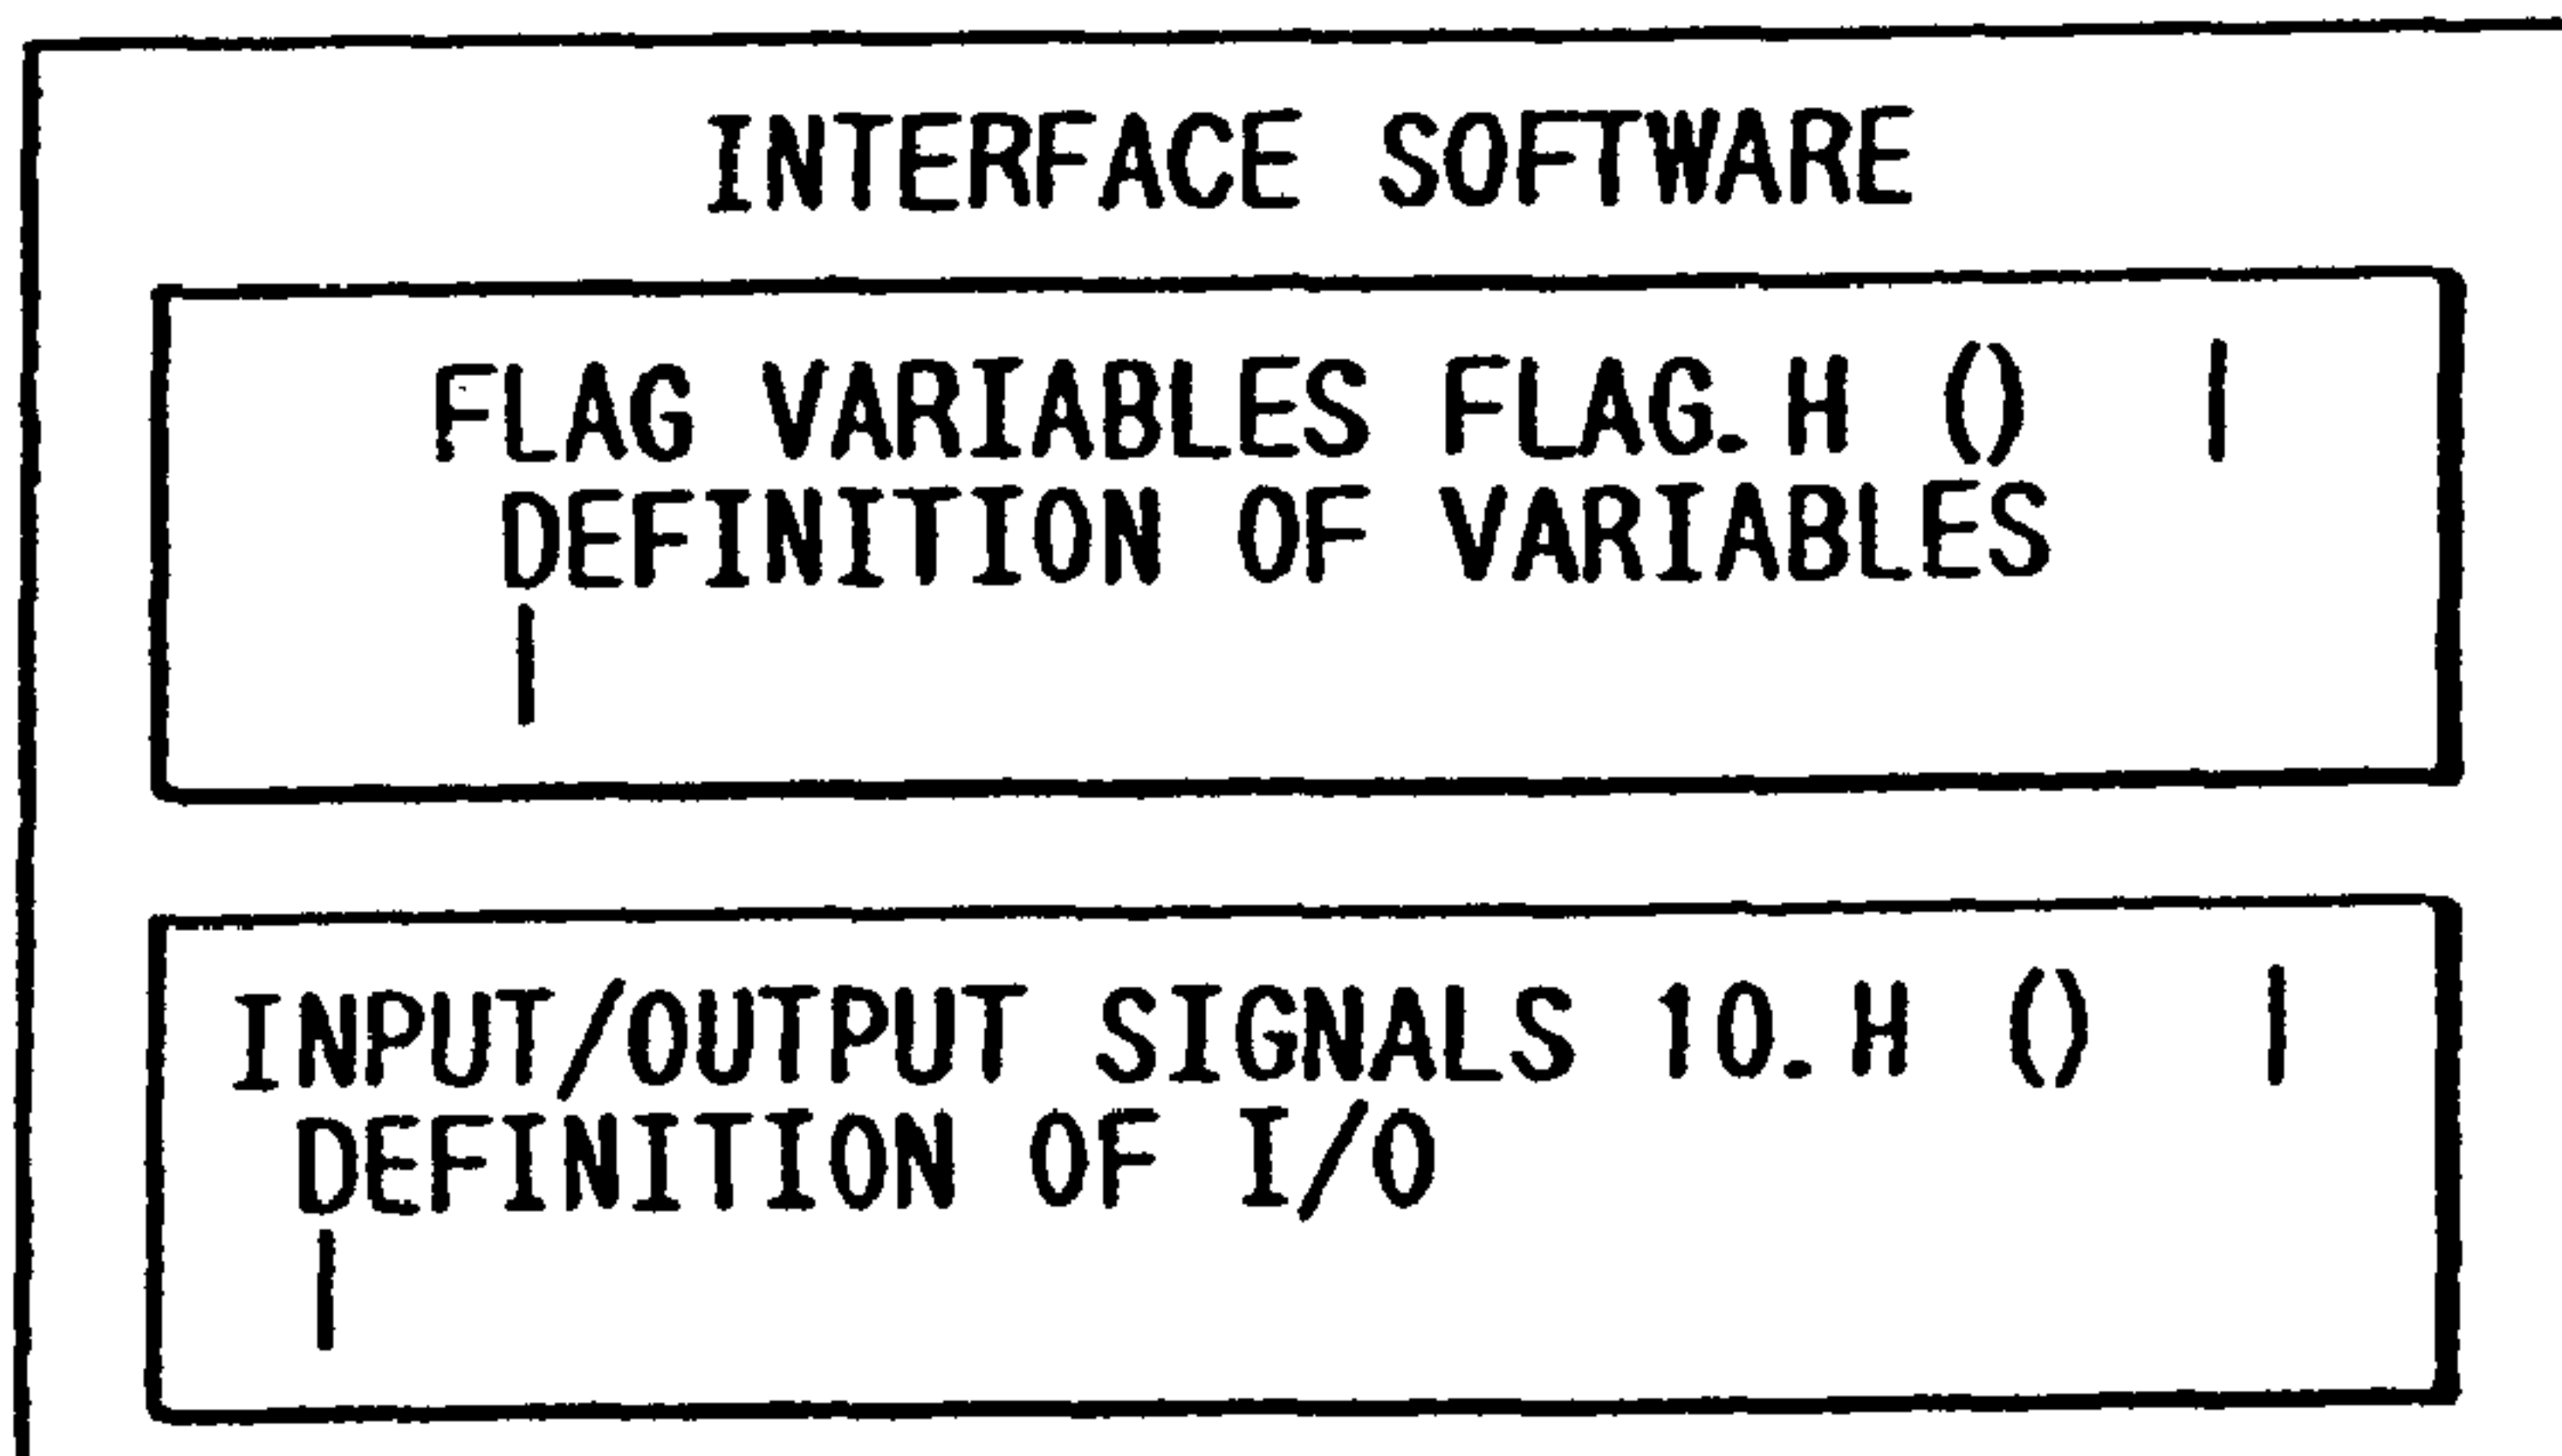 INTERFACE SOFTWARE
FLAG VARIABLES FLAG. H () |
DEFINITION OF VARIABLES
|
INPUT/OUTPUT SIGNALS 10. H () |
DEFINITION OF I/O
|